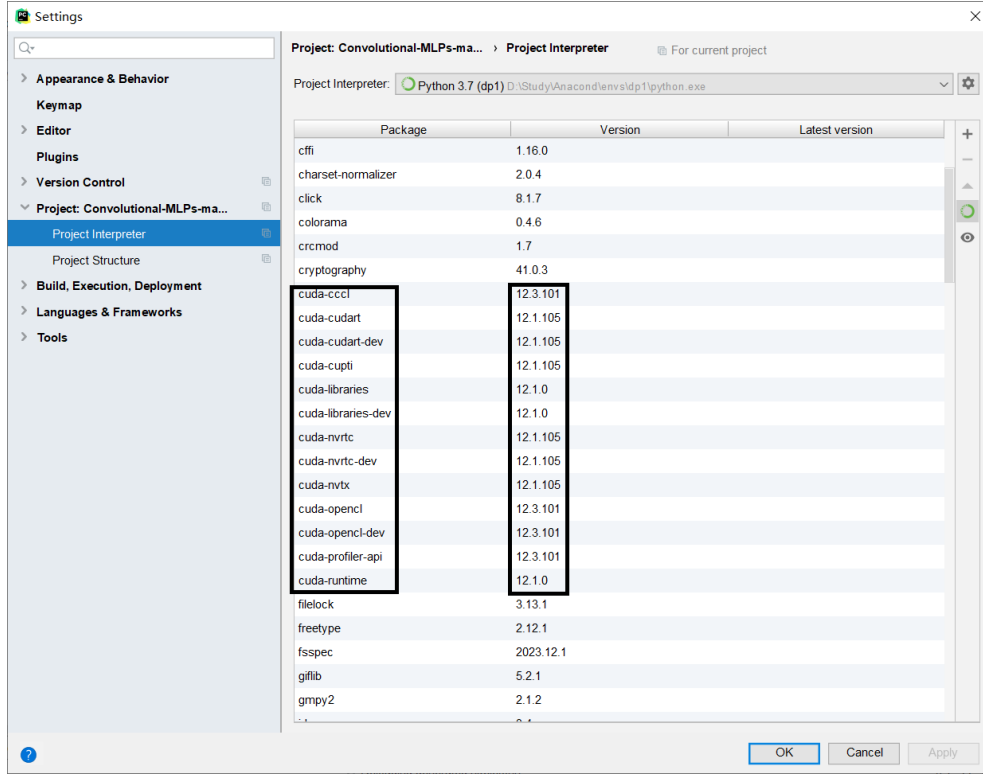 Settings
Project: Convolutional-MLPs-ma... › Project Interpreter For current project
Appearance & Behavior
Keymap
Editor
Plugins
Version Control
Project: Convolutional-MLPs-ma...
Project Interpreter
Project Structure
Build, Execution, Deployment
Languages & Frameworks
Tools
Project Interpreter: Python 3.7 (dp1) D:\Study\Anacond\envs\dp1\python.exe
Package Version Latest version
cffi 1.16.0
charset-normalizer 2.0.4
click 8.1.7
colorama 0.4.6
crcmod 1.7
cryptography 41.0.3
cuda-cccl 12.3.101
cuda-cudart 12.1.105
cuda-cudart-dev 12.1.105
cuda-cupti 12.1.105
cuda-libraries 12.1.0
cuda-libraries-dev 12.1.0
cuda-nvrtc 12.1.105
cuda-nvrtc-dev 12.1.105
cuda-nvtx 12.1.105
cuda-opencl 12.3.101
cuda-opencl-dev 12.3.101
cuda-profiler-api 12.3.101
cuda-runtime 12.1.0
filelock 3.13.1
freetype 2.12.1
fsspec 2023.12.1
giflib 5.2.1
gmpy2 2.1.2
OK Cancel Apply